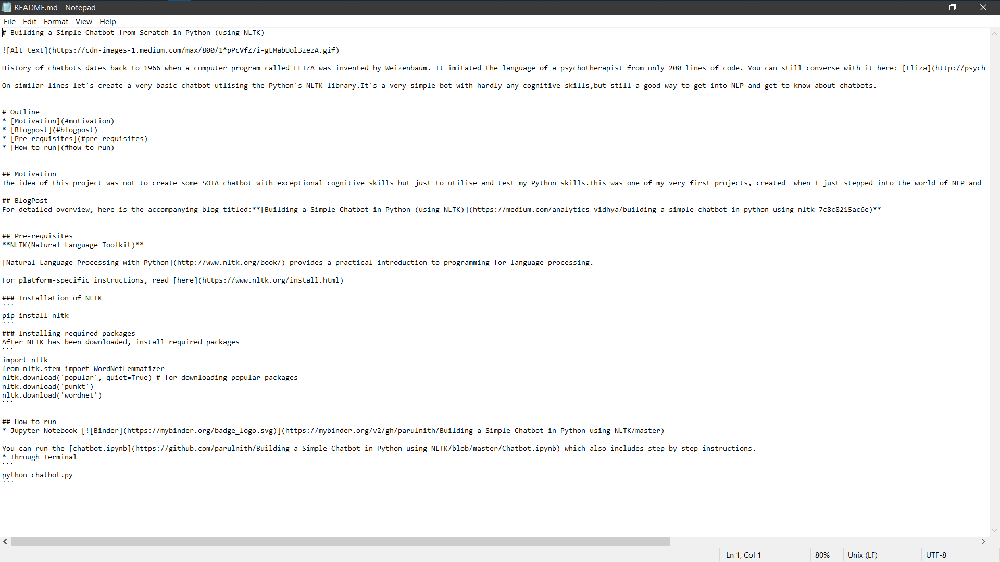 README.md - Notepad
File Edit Format View Help
# Building a Simple Chatbot from Scratch in Python (using NLTK)
![Alt text](https://cdn-images-1.medium.com/max/800/1*pPcVfZ7i-gLMabUol3zezA.gif)
History of chatbots dates back to 1966 when a computer program called ELIZA was invented by Weizenbaum. It imitated the language of a psychotherapist from only 200 lines of code. You can still converse with it here: [Eliza](http://psych.
On similar lines let's create a very basic chatbot utlising the Python's NLTK library.It's a very simple bot with hardly any cognitive skills,but still a good way to get into NLP and get to know about chatbots.
# Outline
* [Motivation](#motivation)
* [Blogpost](#blogpost)
* [Pre-requisites](#pre-requisites)
* [How to run](#how-to-run)
## Motivation
The idea of this project was not to create some SOTA chatbot with exceptional cognitive skills but just to utilise and test my Python skills.This was one of my very first projects, created  when I just stepped into the world of NLP and I
## BlogPost
For detailed overview, here is the accompanying blog titled:**[Building a Simple Chatbot in Python (using NLTK)](https://medium.com/analytics-vidhya/building-a-simple-chatbot-in-python-using-nltk-7c8c8215ac6e)**
## Pre-requisites
**NLTK(Natural Language Toolkit)**
[Natural Language Processing with Python](http://www.nltk.org/book/) provides a practical introduction to programming for language processing.
For platform-specific instructions, read [here](https://www.nltk.org/install.html)
### Installation of NLTK
```
pip install nltk
```
### Installing required packages
After NLTK has been downloaded, install required packages
```
import nltk
from nltk.stem import WordNetLemmatizer
nltk.download('popular', quiet=True) # for downloading popular packages
nltk.download('punkt')
nltk.download('wordnet')
```
## How to run
* Jupyter Notebook [![Binder](https://mybinder.org/badge_logo.svg)](https://mybinder.org/v2/gh/parulnith/Building-a-Simple-Chatbot-in-Python-using-NLTK/master)
You can run the [chatbot.ipynb](https://github.com/parulnith/Building-a-Simple-Chatbot-in-Python-using-NLTK/blob/master/Chatbot.ipynb) which also includes step by step instructions.
* Through Terminal
```
python chatbot.py
```
Ln 1, Col 1 80% Unix (LF) UTF-8